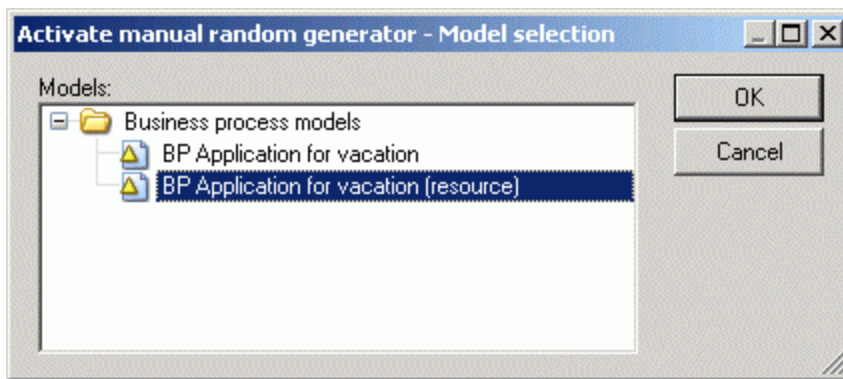 Activate manual random generator - Model selection
Models:
Business process models
BP Application for vacation
BP Application for vacation (resource)
OK
Cancel